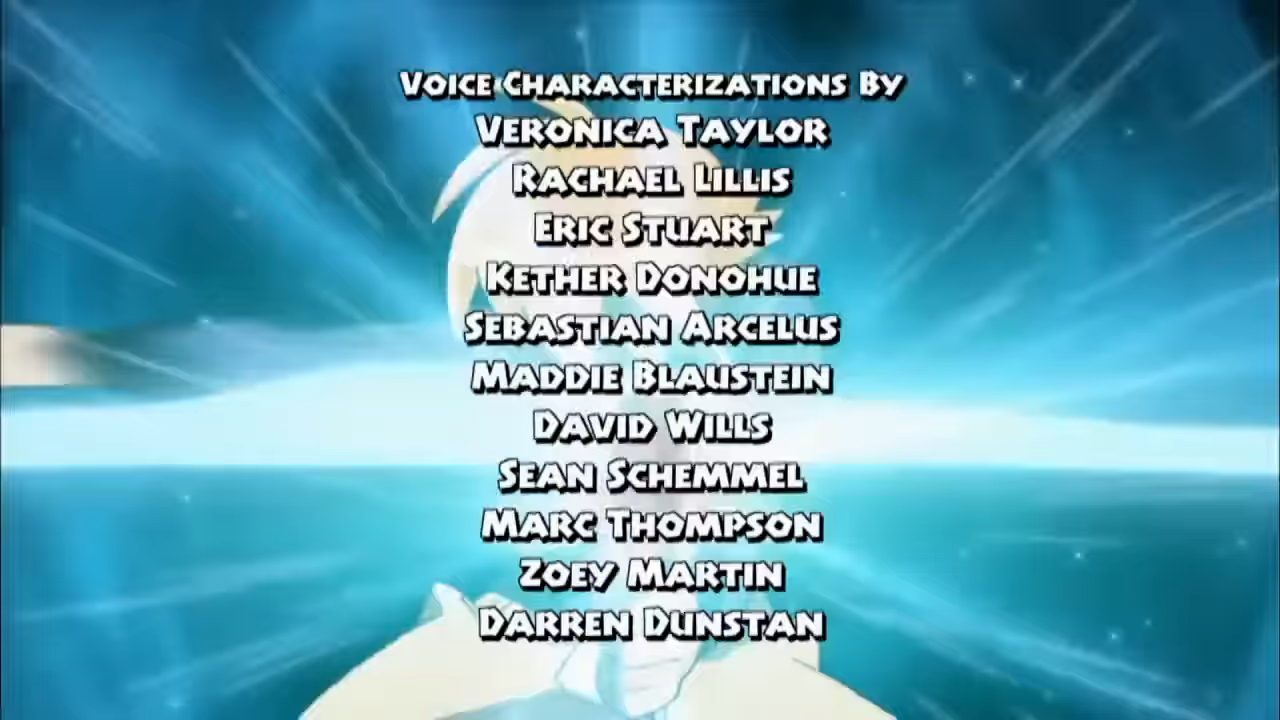 Voice Characterizations By
Veronica Taylor
Rachael Lillis
Eric Stuart
Kether Donohue
Sebastian Arcelus
Maddie Blaustein
David Wills
Sean Schemmel
Marc Thompson
Zoey Martin
Darren Dunstan